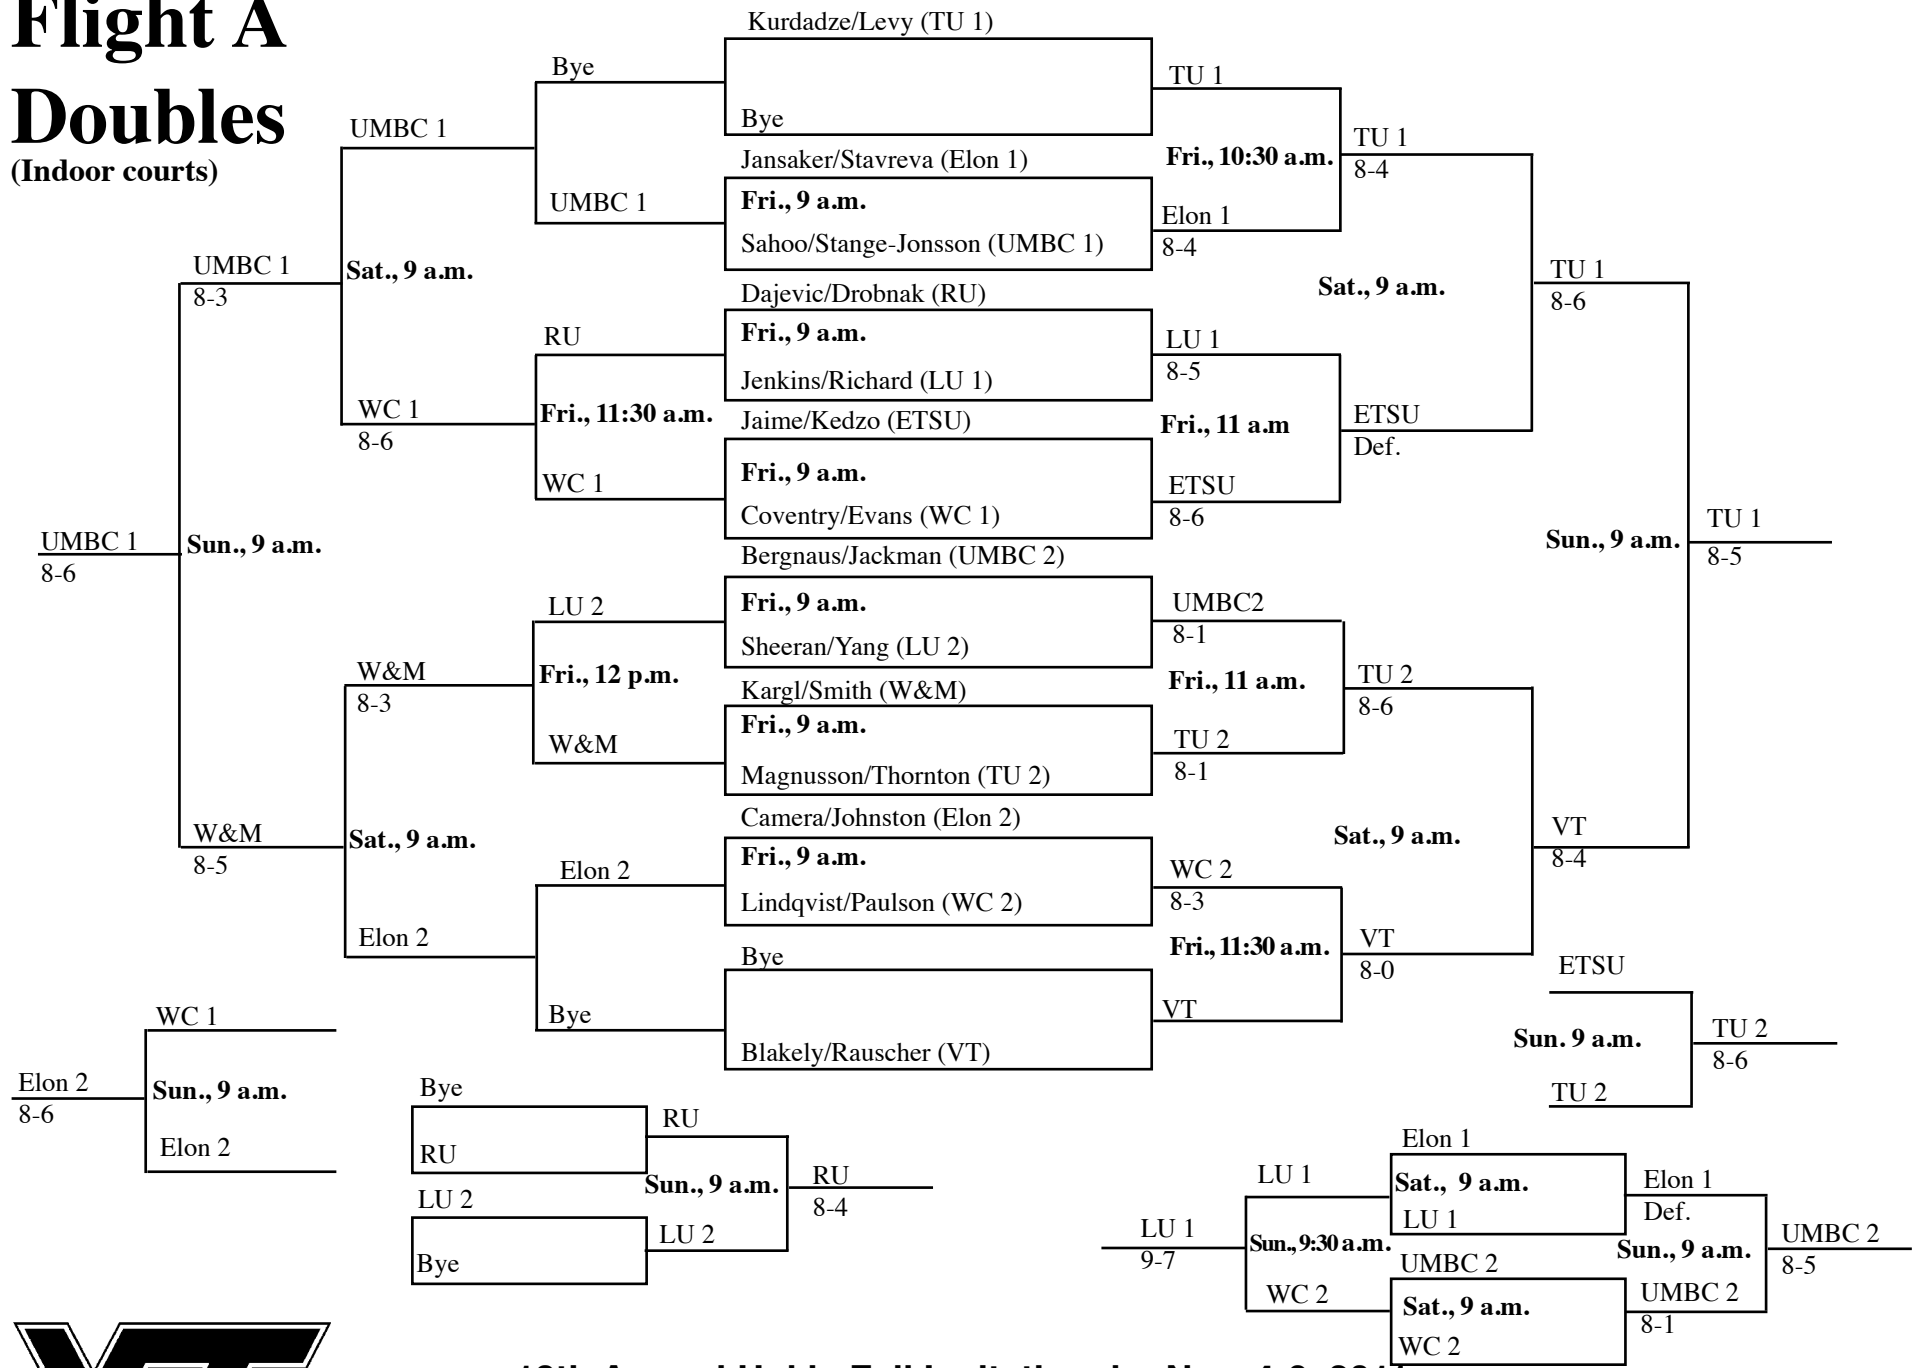 Flight A
Doubles
(Indoor courts)
Kurdadze/Levy (TU 1)
Bye
Jansaker/Stavreva (Elon 1)
Fri., 9 a.m.
Sahoo/Stange-Jonsson (UMBC 1)
Dajevic/Drobnak (RU)
Fri., 9 a.m.
Jenkins/Richard (LU 1)
Jaime/Kedzo (ETSU)
Fri., 9 a.m.
Coventry/Evans (WC 1)
Bergnaus/Jackman (UMBC 2)
Fri., 9 a.m.
Sheeran/Yang (LU 2)
Kargl/Smith (W&M)
Fri., 9 a.m.
Magnusson/Thornton (TU 2)
Camera/Johnston (Elon 2)
Fri., 9 a.m.
Lindqvist/Paulson (WC 2)
Bye
Blakely/Rauscher (VT)
TU 1
Fri., 10:30 a.m.
Elon 1
8-4
LU 1
8-5
Fri., 11 a.m
ETSU
8-6
UMBC2
8-1
Fri., 11 a.m.
TU 2
8-1
WC 2
8-3
Fri., 11:30 a.m.
VT
TU 1
8-4
Sat., 9 a.m.
ETSU
Def.
TU 2
8-6
Sat., 9 a.m.
VT
8-0
TU 1
8-6
Sun., 9 a.m.
VT
8-4
TU 1
8-5
Bye
UMBC 1
RU
Fri., 11:30 a.m.
WC 1
LU 2
Fri., 12 p.m.
W&M
Elon 2
Bye
UMBC 1
Sat., 9 a.m.
WC 1
8-6
W&M
8-3
Sat., 9 a.m.
Elon 2
UMBC 1
8-3
Sun., 9 a.m.
W&M
8-5
UMBC 1
8-6
WC 1
Sun., 9 a.m.
Elon 2
Elon 2
8-6
Bye
RU
LU 2
Bye
RU
Sun., 9 a.m.
LU 2
RU
8-4
ETSU
Sun. 9 a.m.
TU 2
TU 2
8-6
Elon 1
Sat., 9 a.m.
LU 1
UMBC 2
Sat., 9 a.m.
WC 2
Elon 1
Def.
Sun., 9 a.m.
UMBC 2
8-1
UMBC 2
8-5
LU 1
Sun., 9:30 a.m.
WC 2
LU 1
9-7